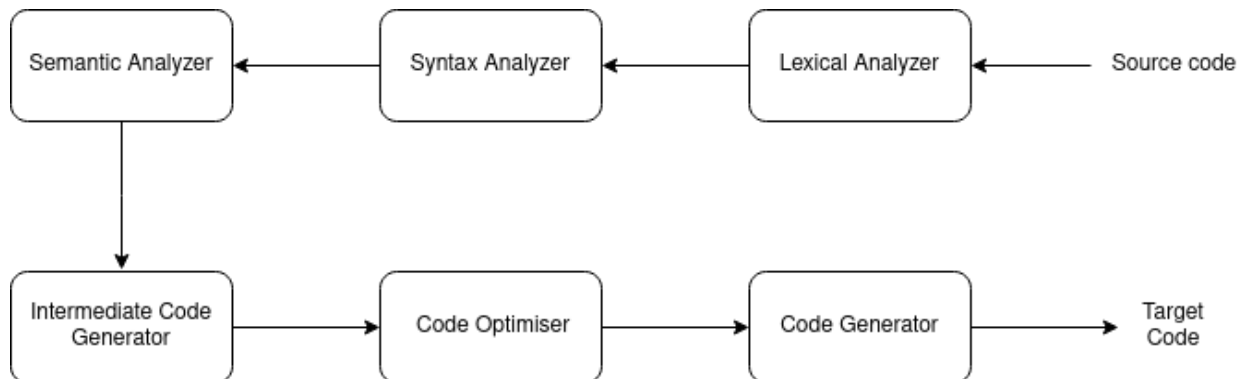 Semantic Analyzer
Syntax Analyzer
Lexical Analyzer
Source code
Intermediate Code
Generator
Code Optimiser
Code Generator
Target
Code